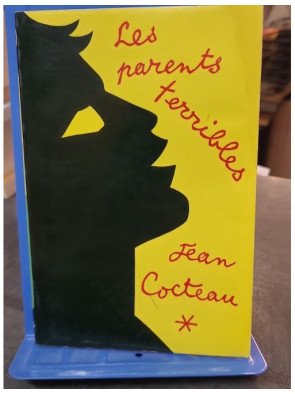 Les
parents
terribles
Jean
Cocteau
*